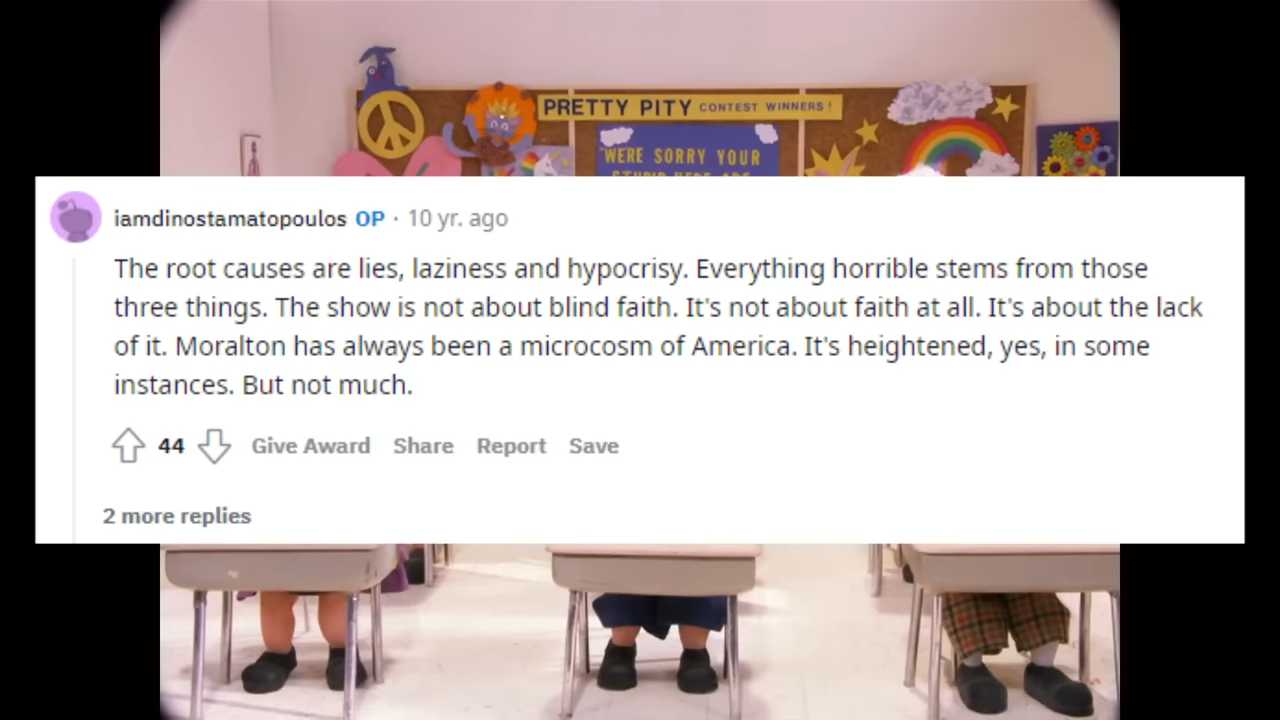 PRETTY PITY CONTEST WINNERS!
"WERE SORRY YOUR
STUPID HERE ARE
iamdinostamatopoulos OP · 10 yr. ago
The root causes are lies, laziness and hypocrisy. Everything horrible stems from those
three things. The show is not about blind faith. It's not about faith at all. It's about the lack
of it. Moralton has always been a microcosm of America. It's heightened, yes, in some
instances. But not much.
44 Give Award Share Report Save
2 more replies